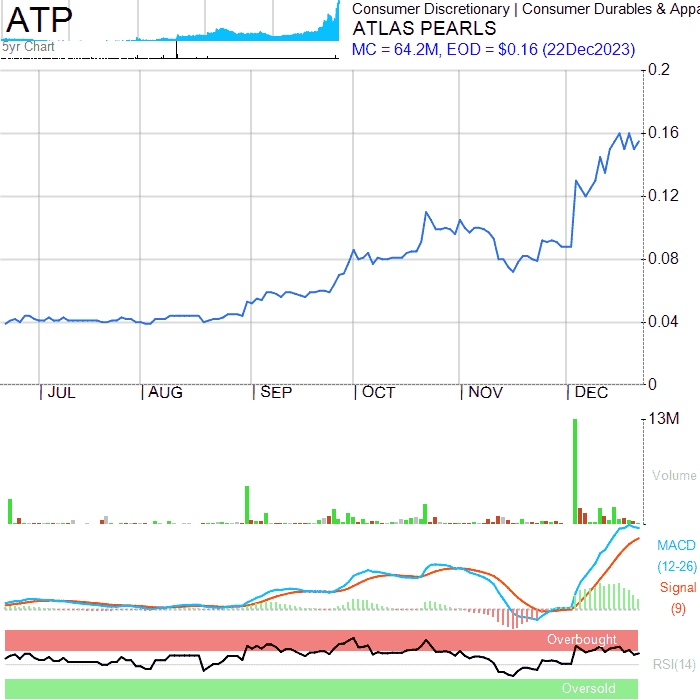 ATP
5yr Chart
Consumer Discretionary | Consumer Durables & Appa
ATLAS PEARLS
MC = 64.2M, EOD = $0.16 (22Dec2023)
0.2
0.16
0.12
0.08
0.04
0
JUL AUG SEP OCT NOV DEC
13M
Volume
MACD
(12-26)
Signal
(9)
Overbought
RSI(14)
Oversold